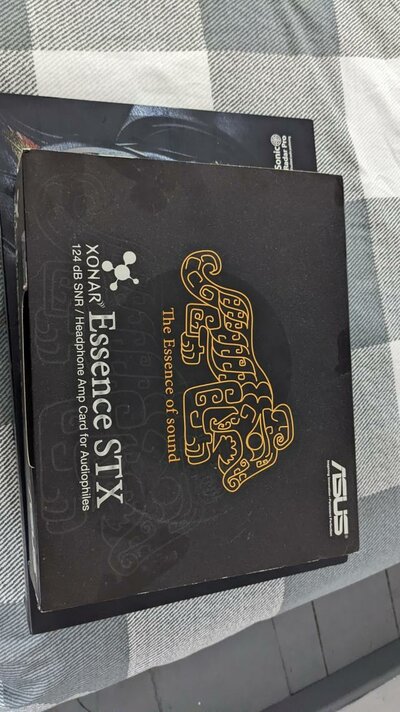 ASUS
The Essence of sound
XONAR
Essence STX
124 dB SNR / Headphone Amp Card for Audiophiles
Sonic
Radar Pro